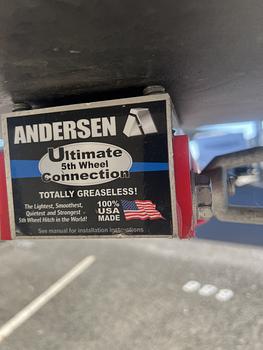 ANDERSEN
Ultimate
5th Wheel
Connection
TOTALLY GREASELESS!
The Lightest, Smoothest,
Quietest and Strongest
5th Wheel Hitch in the World!
100%
USA
MADE
See manual for installation instructions